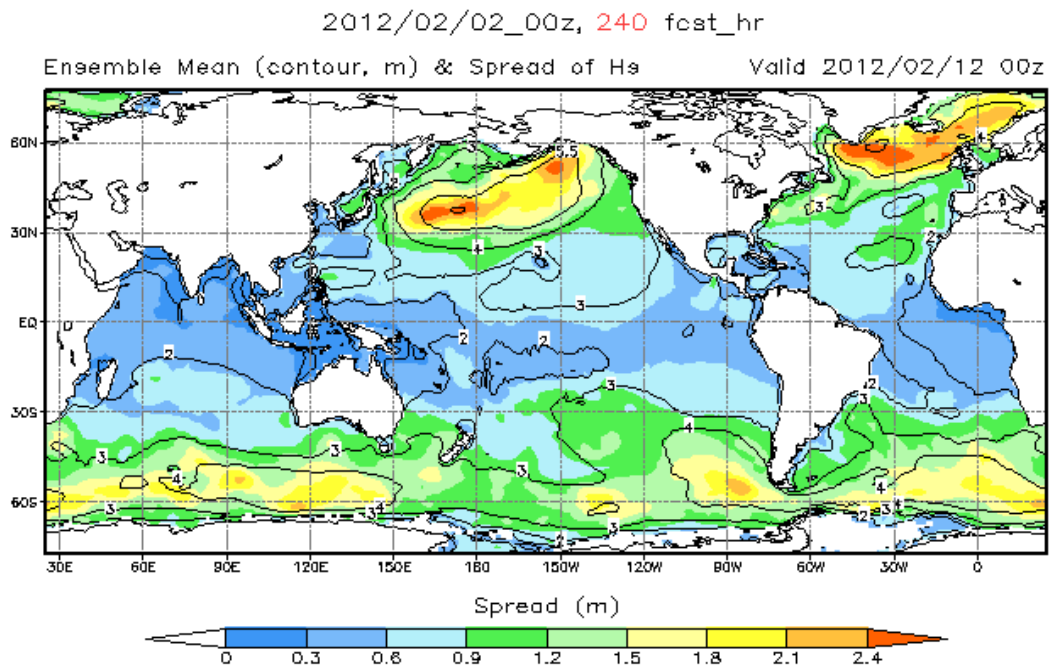 2012/02/02_00z, 240 fcst_hr
Ensemble Mean (contour, m) & Spread of Hs Valid 2012/02/12 00z
60N
30N
EQ
30S
60S
30E 60E 90E 120E 150E 180 150W 120W 90W 60W 30W 0
Spread (m)
0 0.3 0.6 0.9 1.2 1.5 1.8 2.1 2.4